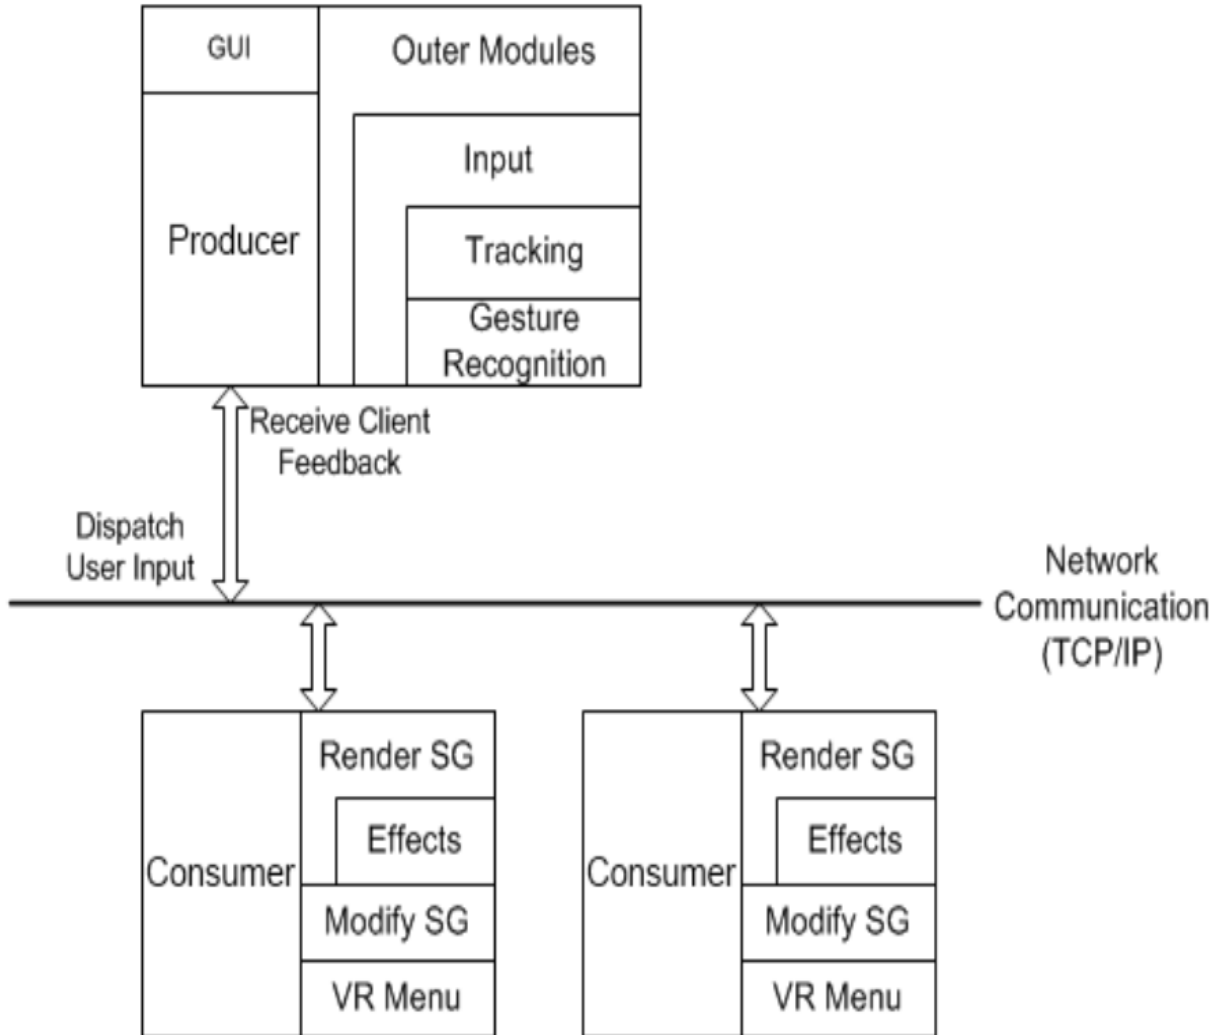 GUI
Outer Modules
Input
Producer
Tracking
Gesture
Recognition
Receive Client
Feedback
Dispatch
User Input
Network
Communication
(TCP/IP)
Consumer
Render SG
Effects
Modify SG
VR Menu
Consumer
Render SG
Effects
Modify SG
VR Menu